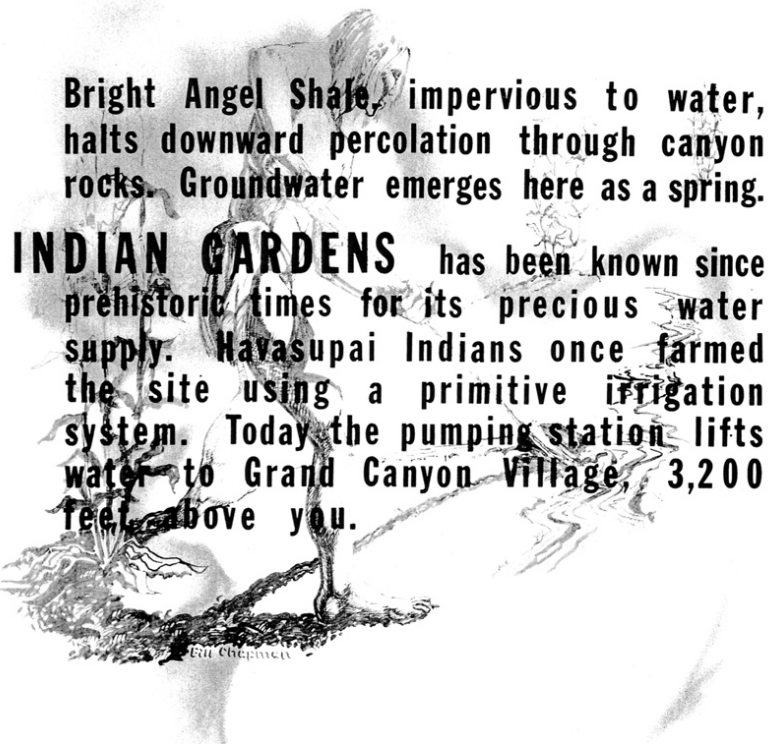 Bright Angel Shale, impervious to water,
halts downward percolation through canyon
rocks. Groundwater emerges here as a spring.
INDIAN GARDENS has been known since
prehistoric times for its precious water
supply. Havasupai Indians once farmed
the site using a primitive irrigation
system. Today the pumping station lifts
water to Grand Canyon Village, 3,200
feet above you.
Bill Chapman